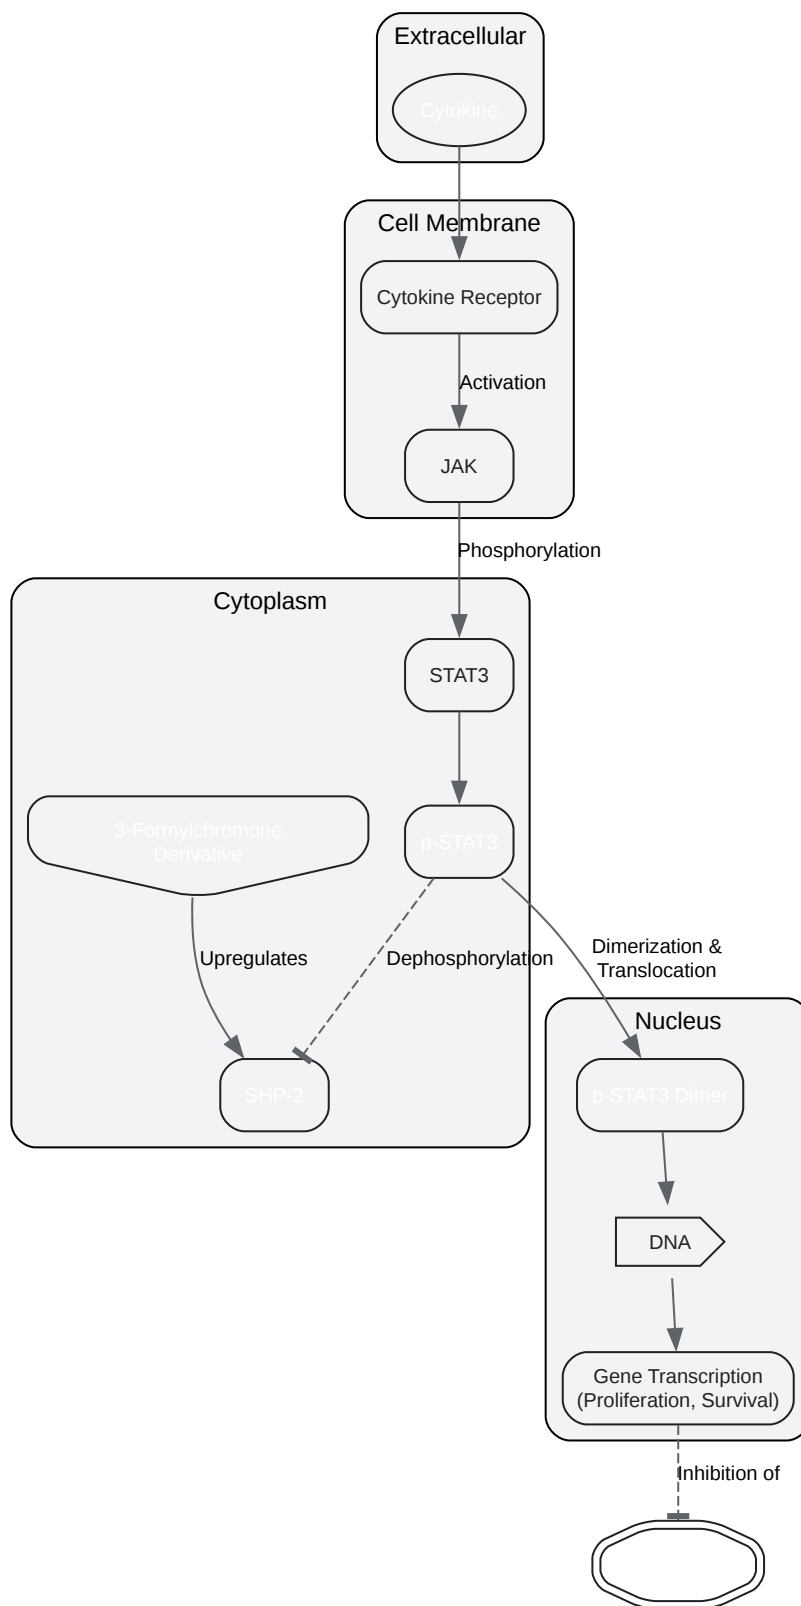 Extracellular
Cytokine
Cell Membrane
Cytokine Receptor
Activation
JAK
Phosphorylation
Cytoplasm
STAT3
3-Formylchromone
Derivative
p-STAT3
Upregulates
Dephosphorylation
Dimerization &
Translocation
Nucleus
SHP-2
p-STAT3 Dimer
DNA
Gene Transcription
(Proliferation, Survival)
Inhibition of